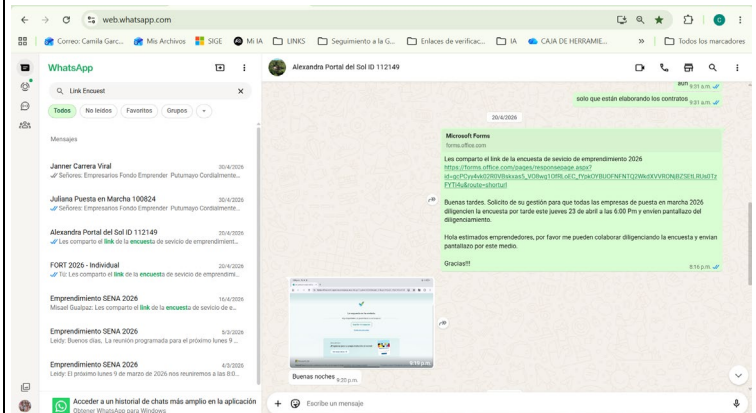 web.whatsapp.com
Correo: Camila Garc...
Mis Archivos
SIGE
Mi IA
LINKS
Seguimiento a la G...
Enlaces de verificac...
IA
CAJA DE HERRAMIE...
»
Todos los marcadores
WhatsApp
Link Encuest
Todos
No leídos
Favoritos
Grupos
Mensajes
Janner Carrera Viral
30/4/2026
Señores: Empresarios Fondo Emprender Putumayo Cordialmente...
Juliana Puesta en Marcha 100824
30/4/2026
Señores: Empresarios Fondo Emprender Putumayo Cordialmente...
Alexandra Portal del Sol ID 112149
20/4/2026
Les comparto el link de la encuesta de sevicio de emprendimient...
FORT 2026 - Individual
20/4/2026
Tú: Les comparto el link de la encuesta de sevicio de emprendimi...
Emprendimiento SENA 2026
16/4/2026
Misael Gualpaz: Les comparto el link de la encuesta de sevicio de e...
Emprendimiento SENA 2026
5/3/2026
Leidy: Buenos días, La reunión programada para el próximo lunes 9 ...
Emprendimiento SENA 2026
4/3/2026
Leidy: El próximo lunes 9 de marzo de 2026 nos reuniremos a las 8:0...
Acceder a un historial de chats más amplio en la aplicación
Obtener WhatsApp para Windows
Alexandra Portal del Sol ID 112149
aun
9:31 a.m.
solo que están elaborando los contratos
9:31 a.m.
20/4/2026
Microsoft Forms
forms.office.com
Les comparto el link de la encuesta de sevicio de emprendimiento 2026
Buenas tardes. Solicito de su gestión para que todas las empresas de puesta en marcha 2026
diligencien la encuesta por tarde este jueves 23 de abril a las 6:00 Pm y envíen pantallazo del
diligenciamiento.
Hola estimados emprendedores, por favor me pueden colaborar diligenciando la encuesta y envian
pantallazo por este medio.
Gracias!!!
9:16 p.m.
9:19 p.m.
Buenas noches
9:20 p.m.
Escribe un mensaje